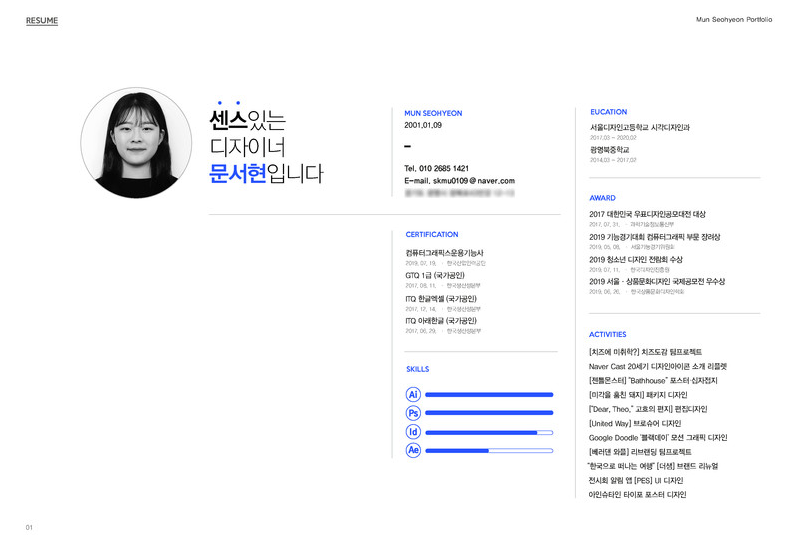 RESUME
Mun Seohyeon Portfolio
센스있는
디자이너
문서현입니다
MUN SEOHYEON
2001.01.09
Tel. 010 2685 1421
E-mail. skmu0109@naver.com
CERTIFICATION
컴퓨터그래픽스운용기능사
2019. 07. 19. · 한국산업인력공단
GTQ 1급 (국가공인)
2017. 08. 11. · 한국생산성본부
ITQ 한글엑셀 (국가공인)
2017. 12. 14. · 한국생산성본부
ITQ 아래한글 (국가공인)
2017. 06. 29. · 한국생산성본부
SKILLS
Ai
Ps
Id
Ae
EUCATION
서울디자인고등학교 시각디자인과
2017.03 – 2020.02
광명북중학교
2014.03 – 2017.02
AWARD
2017 대한민국 우표디자인공모대전 대상
2017. 07. 31. · 과학기술정보통신부
2019 기능경기대회 컴퓨터그래픽 부문 장려상
2019. 05. 08. · 서울기능경기위원회
2019 청소년 디자인 전람회 수상
2019. 07. 11. · 한국디자인진흥원
2019 서울 · 상품문화디자인 국제공모전 우수상
2019. 06. 26. · 한국상품문화디자인학회
ACTIVITIES
[치즈에 미취학?] 치즈도감 팀프로젝트
Naver Cast 20세기 디자인아이콘 소개 리플렛
[젠틀몬스터] "Bathhouse" 포스터·십자접지
[미각을 훔친 돼지] 패키지 디자인
["Dear, Theo," 고흐의 편지] 편집디자인
[United Way] 브로슈어 디자인
Google Doodle '블랙데이' 모션 그래픽 디자인
[베러댄 와플] 리브랜딩 팀프로젝트
"한국으로 떠나는 여행" [더샘] 브랜드 리뉴얼
전시회 알림 앱 [PES] UI 디자인
아인슈타인 타이포 포스터 디자인
01